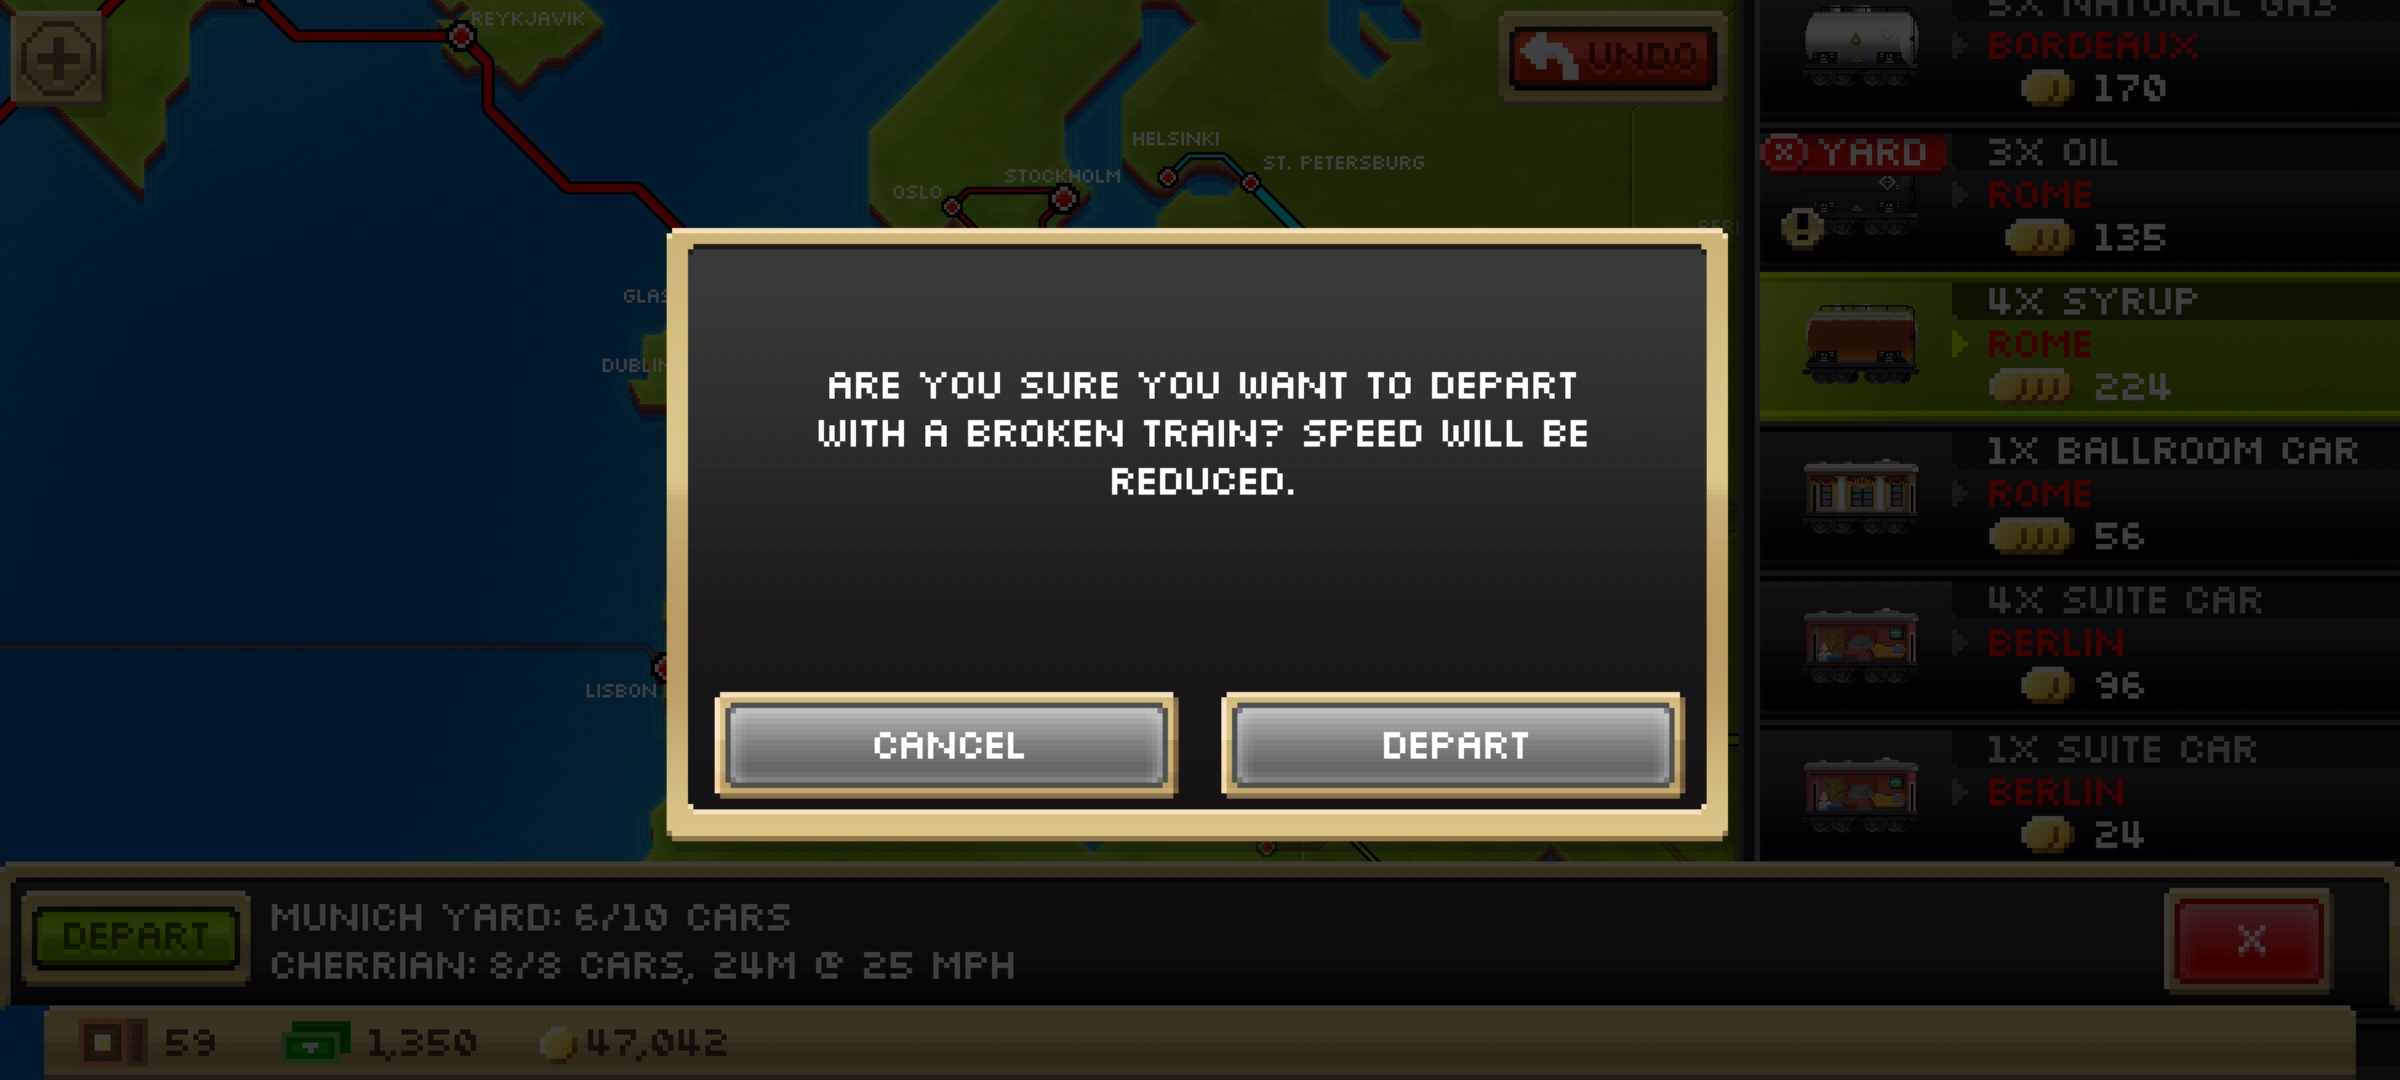 REYKJAVIK
UNDO
HELSINKI
ST. PETERSBURG
STOCKHOLM
OSLO
DUBLIN
LISBON
ARE YOU SURE YOU WANT TO DEPART
WITH A BROKEN TRAIN? SPEED WILL BE
REDUCED.
CANCEL
DEPART
5X NATURAL GAS
BORDEAUX
170
YARD
3X OIL
ROME
135
4X SYRUP
ROME
224
1X BALLROOM CAR
ROME
56
4X SUITE CAR
BERLIN
96
1X SUITE CAR
BERLIN
24
DEPART
MUNICH YARD: 6/10 CARS
CHERRIAN: 8/8 CARS, 24M @ 25 MPH
X
59
1,350
47,042